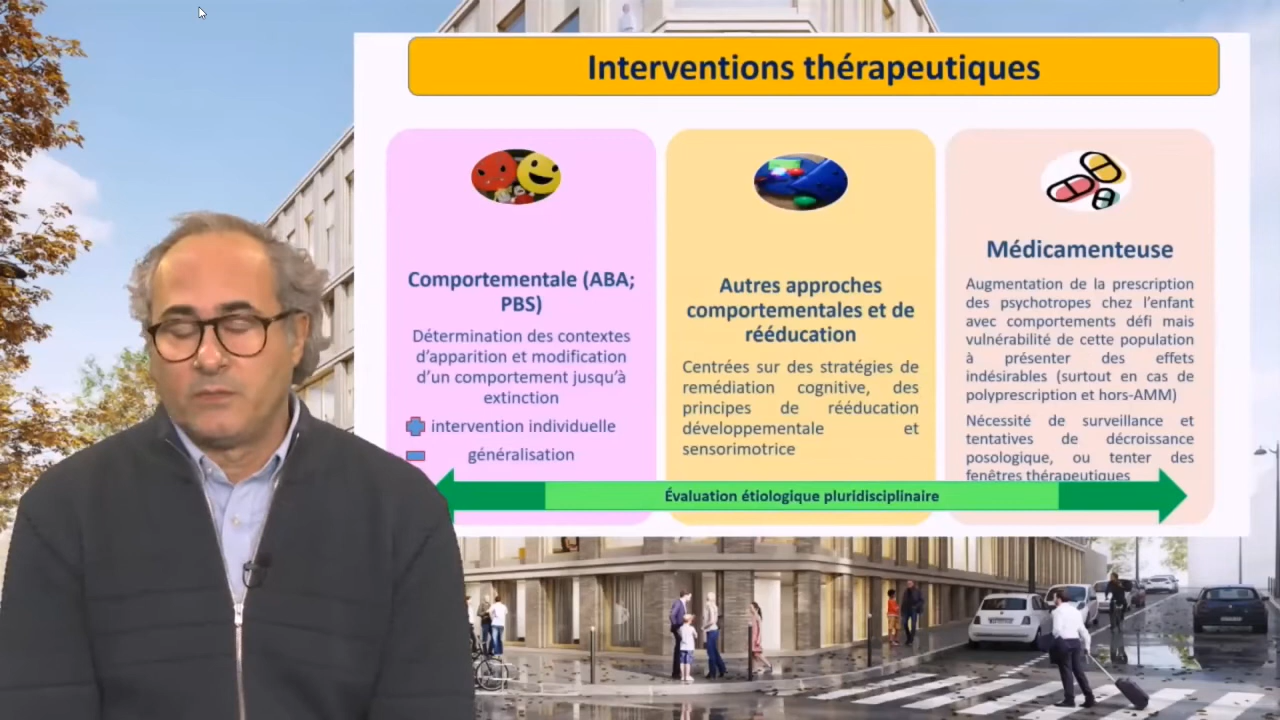 Interventions thérapeutiques
Comportementale (ABA;
PBS)
Détermination des contextes
d'apparition et modification
d'un comportement jusqu'à
extinction
intervention individuelle
généralisation
Autres approches
comportementales et de
rééducation
Centrées sur des stratégies de
remédiation cognitive, des
principes de rééducation
développementale et
sensorimotrice
Médicamenteuse
Augmentation de la prescription
des psychotropes chez l'enfant
avec comportements défi mais
vulnérabilité de cette population
à présenter des effets
indésirables (surtout en cas de
polyprescription et hors-AMM)
Nécessité de surveillance et
tentatives de décroissance
posologique, ou tenter des
fenêtres thérapeutiques
Évaluation étiologique pluridisciplinaire